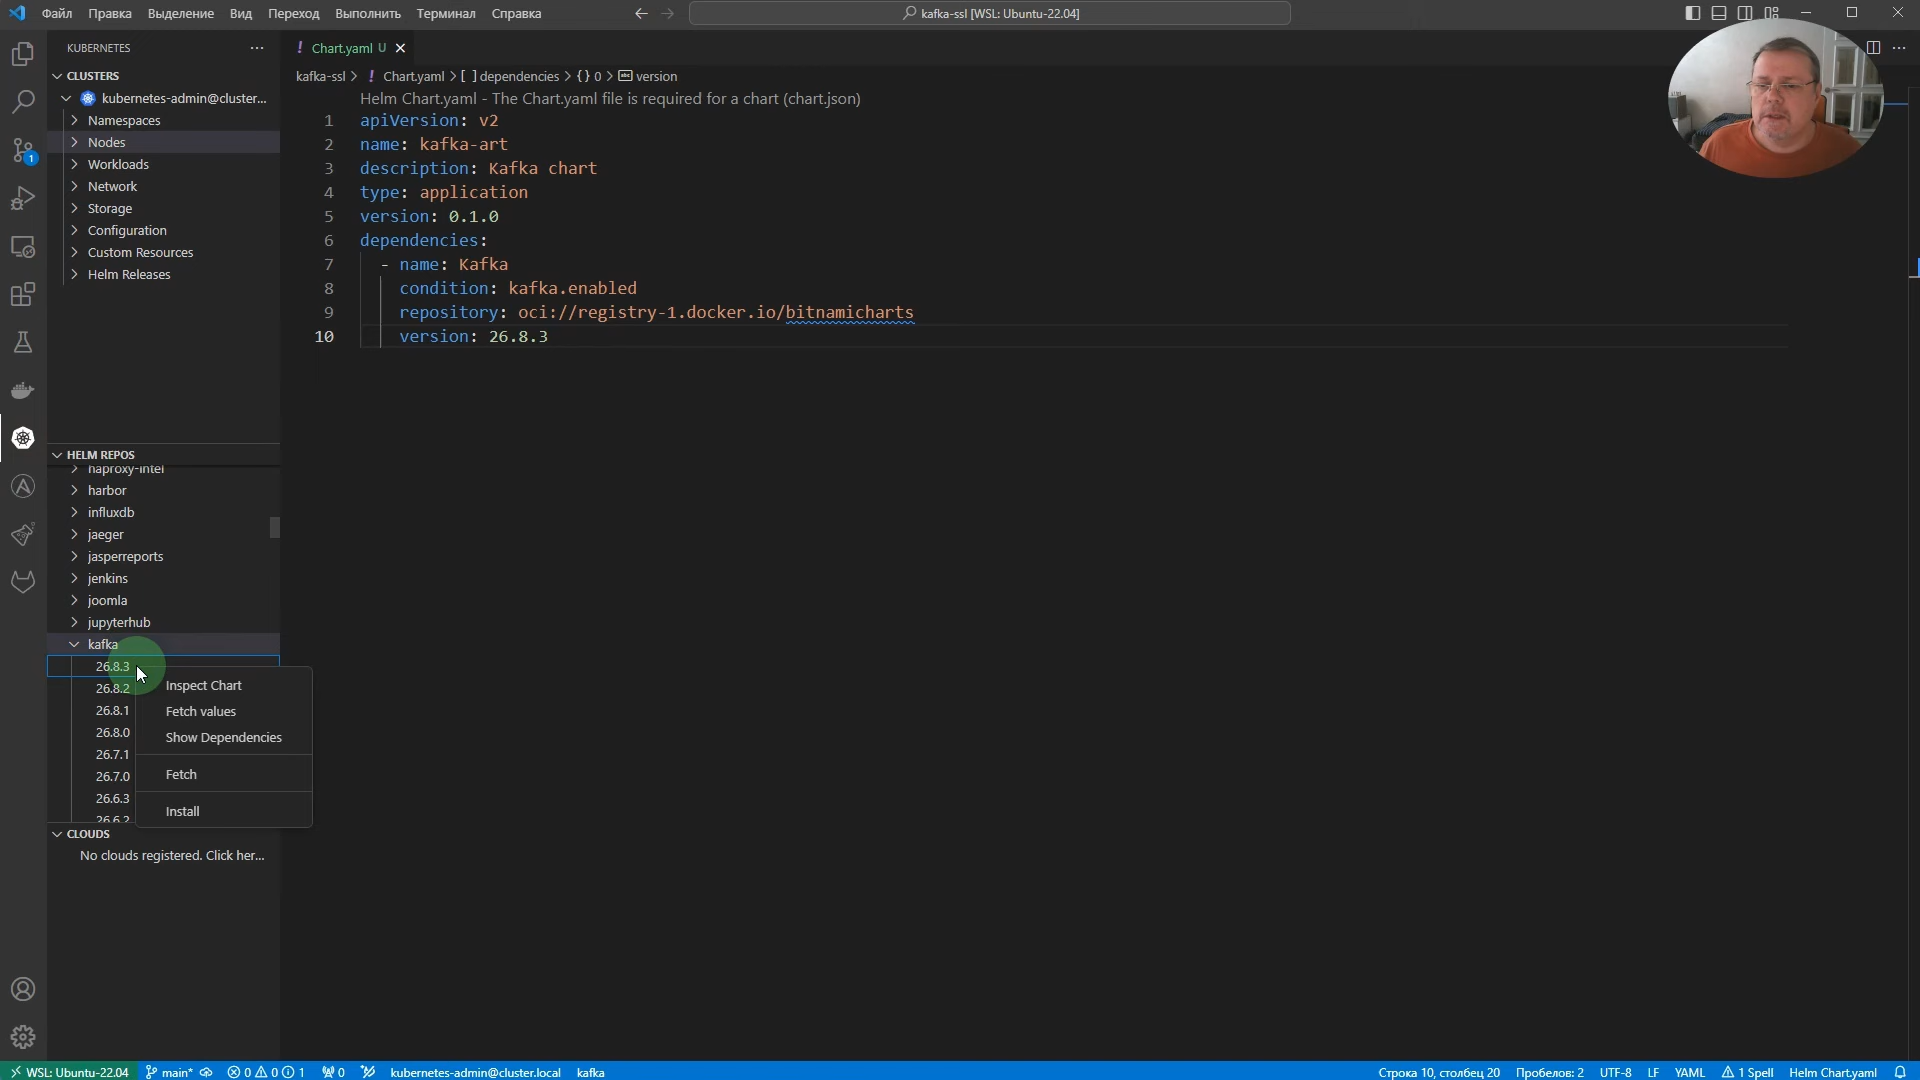 Файл Правка Выделение Вид Переход Выполнить Терминал Справка
kafka-ssl [WSL: Ubuntu-22.04]
KUBERNETES
CLUSTERS
kubernetes-admin@cluster...
Namespaces
Nodes
Workloads
Network
Storage
Configuration
Custom Resources
Helm Releases
! Chart.yaml U
kafka-ssl > ! Chart.yaml > [ ] dependencies > {} 0 > abc version
Helm Chart.yaml - The Chart.yaml file is required for a chart (chart.json)
1 apiVersion: v2
2 name: kafka-art
3 description: Kafka chart
4 type: application
5 version: 0.1.0
6 dependencies:
7 - name: Kafka
8 condition: kafka.enabled
9 repository: oci://registry-1.docker.io/bitnamicharts
10 version: 26.8.3
HELM REPOS
haproxy-intel
harbor
influxdb
jaeger
jasperreports
jenkins
joomla
jupyterhub
kafka
26.8.3
26.8.2
26.8.1
26.8.0
26.7.1
26.7.0
26.6.3
26.6.2
Inspect Chart
Fetch values
Show Dependencies
Fetch
Install
CLOUDS
No clouds registered. Click her...
1
WSL: Ubuntu-22.04 main* 0 0 1 0 kubernetes-admin@cluster.local kafka
Строка 10, столбец 20 Пробелов: 2 UTF-8 LF YAML 1 Spell Helm Chart.yaml